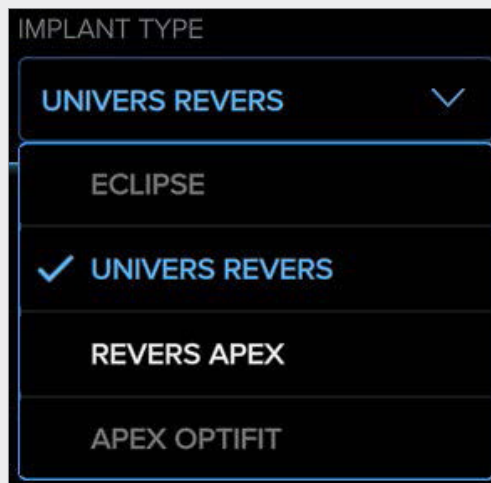 IMPLANT TYPE
UNIVERS REVERS
ECLIPSE
UNIVERS REVERS
REVERS APEX
APEX OPTIFIT